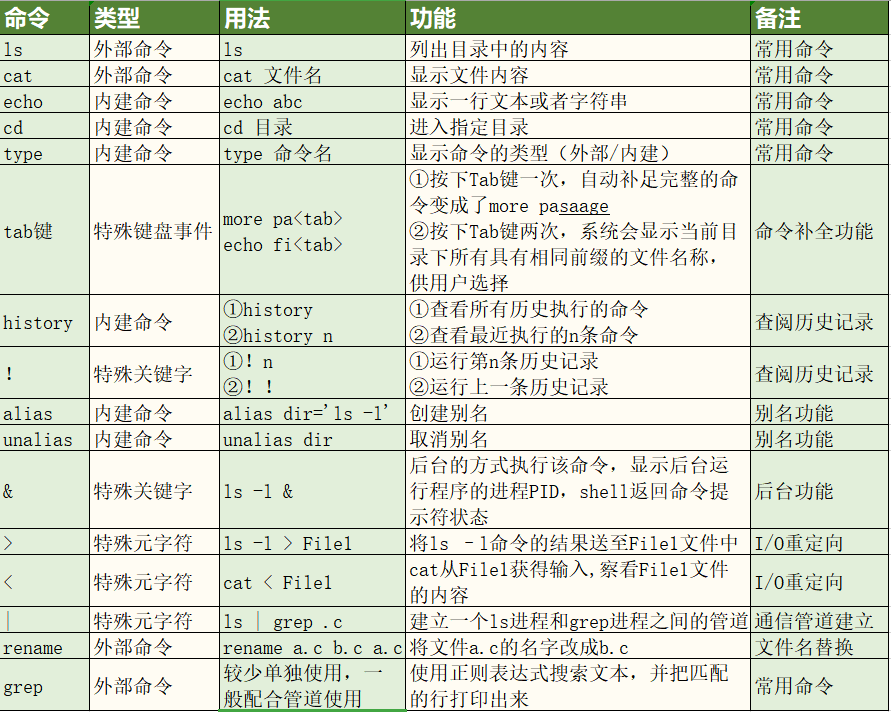 命令 类型 用法 功能 备注
ls 外部命令 ls 列出目录中的内容 常用命令
cat 外部命令 cat 文件名 显示文件内容 常用命令
echo 内建命令 echo abc 显示一行文本或者字符串 常用命令
cd 内建命令 cd 目录 进入指定目录 常用命令
type 内建命令 type 命令名 显示命令的类型（外部/内建） 常用命令
tab键 特殊键盘事件
more pa<tab>
echo fi<tab>
①按下Tab键一次，自动补足完整的命
令变成了more pasaage
②按下Tab键两次，系统会显示当前目
录下所有具有相同前缀的文件名称，
供用户选择
命令补全功能
history 内建命令
①history
②history n
①查看所有历史执行的命令
②查看最近执行的n条命令
查阅历史记录
！ 特殊关键字
①！n
②！！
①运行第n条历史记录
②运行上一条历史记录
查阅历史记录
alias 内建命令 alias dir='ls -l' 创建别名 别名功能
unalias 内建命令 unalias dir 取消别名 别名功能
& 特殊关键字 ls -l &
后台的方式执行该命令，显示后台运
行程序的进程PID，shell返回命令提
示符状态
后台功能
> 特殊元字符 ls -l > File1 将ls －l命令的结果送至File1文件中 I/O重定向
< 特殊元字符 cat < File1
cat从File1获得输入,察看File1文件
的内容
I/O重定向
| 特殊元字符 ls | grep .c 建立一个ls进程和grep进程之间的管道 通信管道建立
rename 外部命令 rename a.c b.c a.c 将文件a.c的名字改成b.c 文件名替换
grep 外部命令
较少单独使用，一
般配合管道使用
使用正则表达式搜索文本，并把匹配
的行打印出来
常用命令